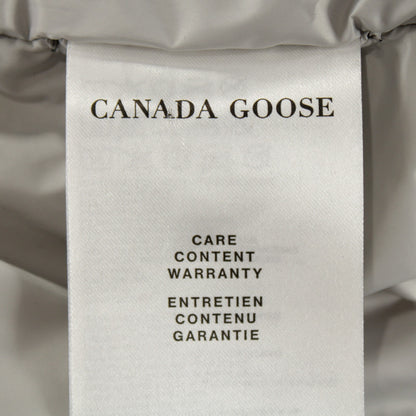 CANADA GOOSE
CARE
CONTENT
WARRANTY
ENTRETIEN
CONTENU
GARANTIE